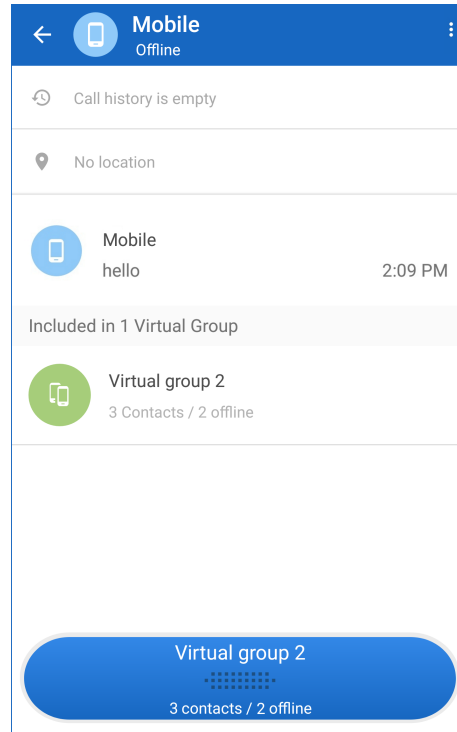 Mobile
Offline
Call history is empty
No location
Mobile
hello
2:09 PM
Included in 1 Virtual Group
Virtual group 2
3 Contacts / 2 offline
Virtual group 2
3 contacts / 2 offline